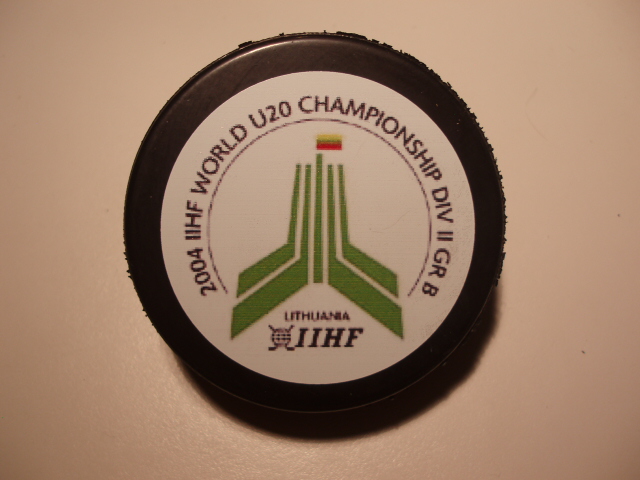 2004 IIHF WORLD U20 CHAMPIONSHIP DIV II GR B
LITHUANIA
IIHF